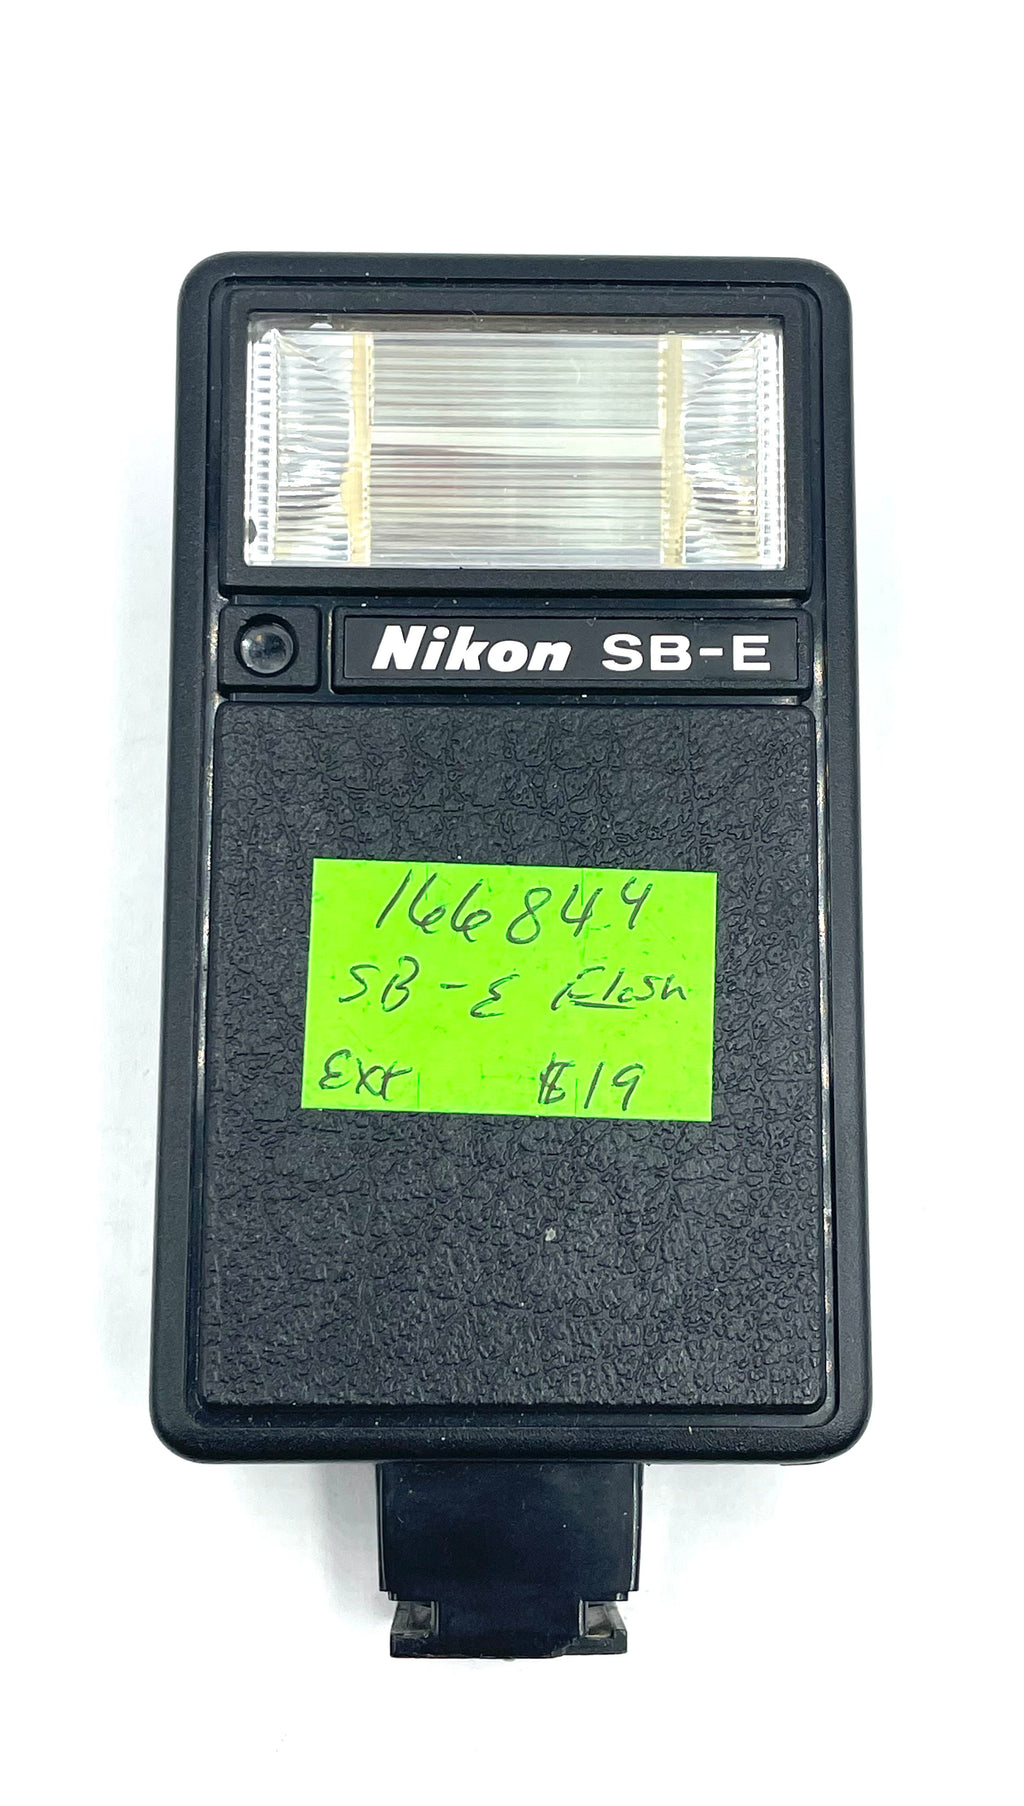 Nikon SB-E
166844
SB-E Flash
Ext $19